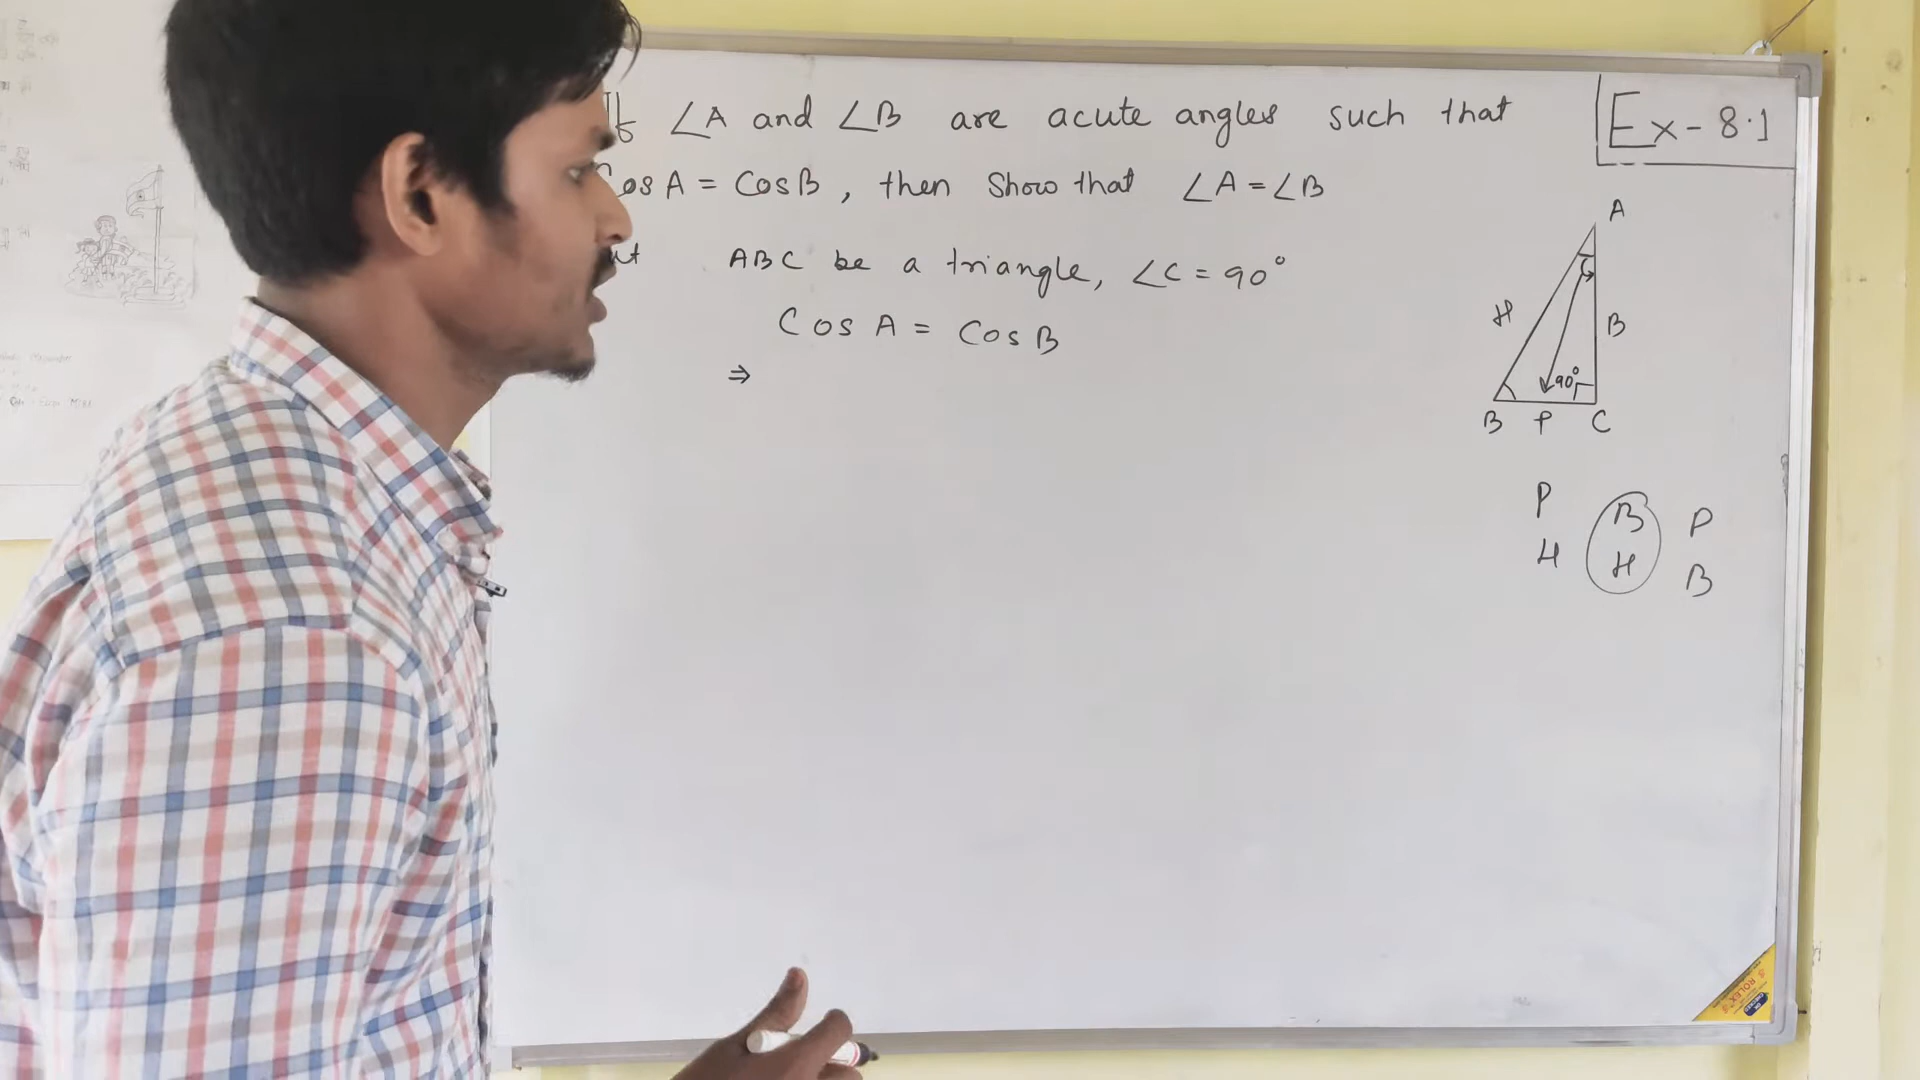 If ∠A and ∠B are acute angles such that
Cos A = Cos B, then Show that ∠A = ∠B
ABC be a triangle, ∠C = 90°
Cos A = Cos B
⇒
Ex - 8.1
A
H
B
90°
B P C
P B P
H H B
ROLEX